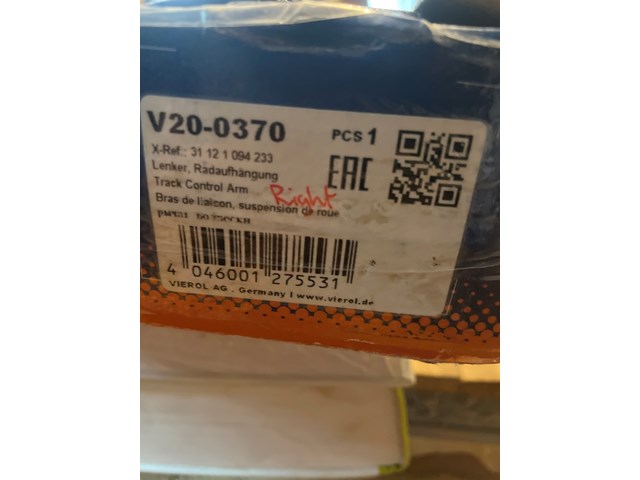 V20-0370
PCS 1
X-Ref.: 31 12 1 094 233
EAC
Lenker, Radaufhängung
Track Control Arm
Right
Bras de liaison, suspension de roue
4 046001 275531
VIEROL AG . Germany I www.vierol.de